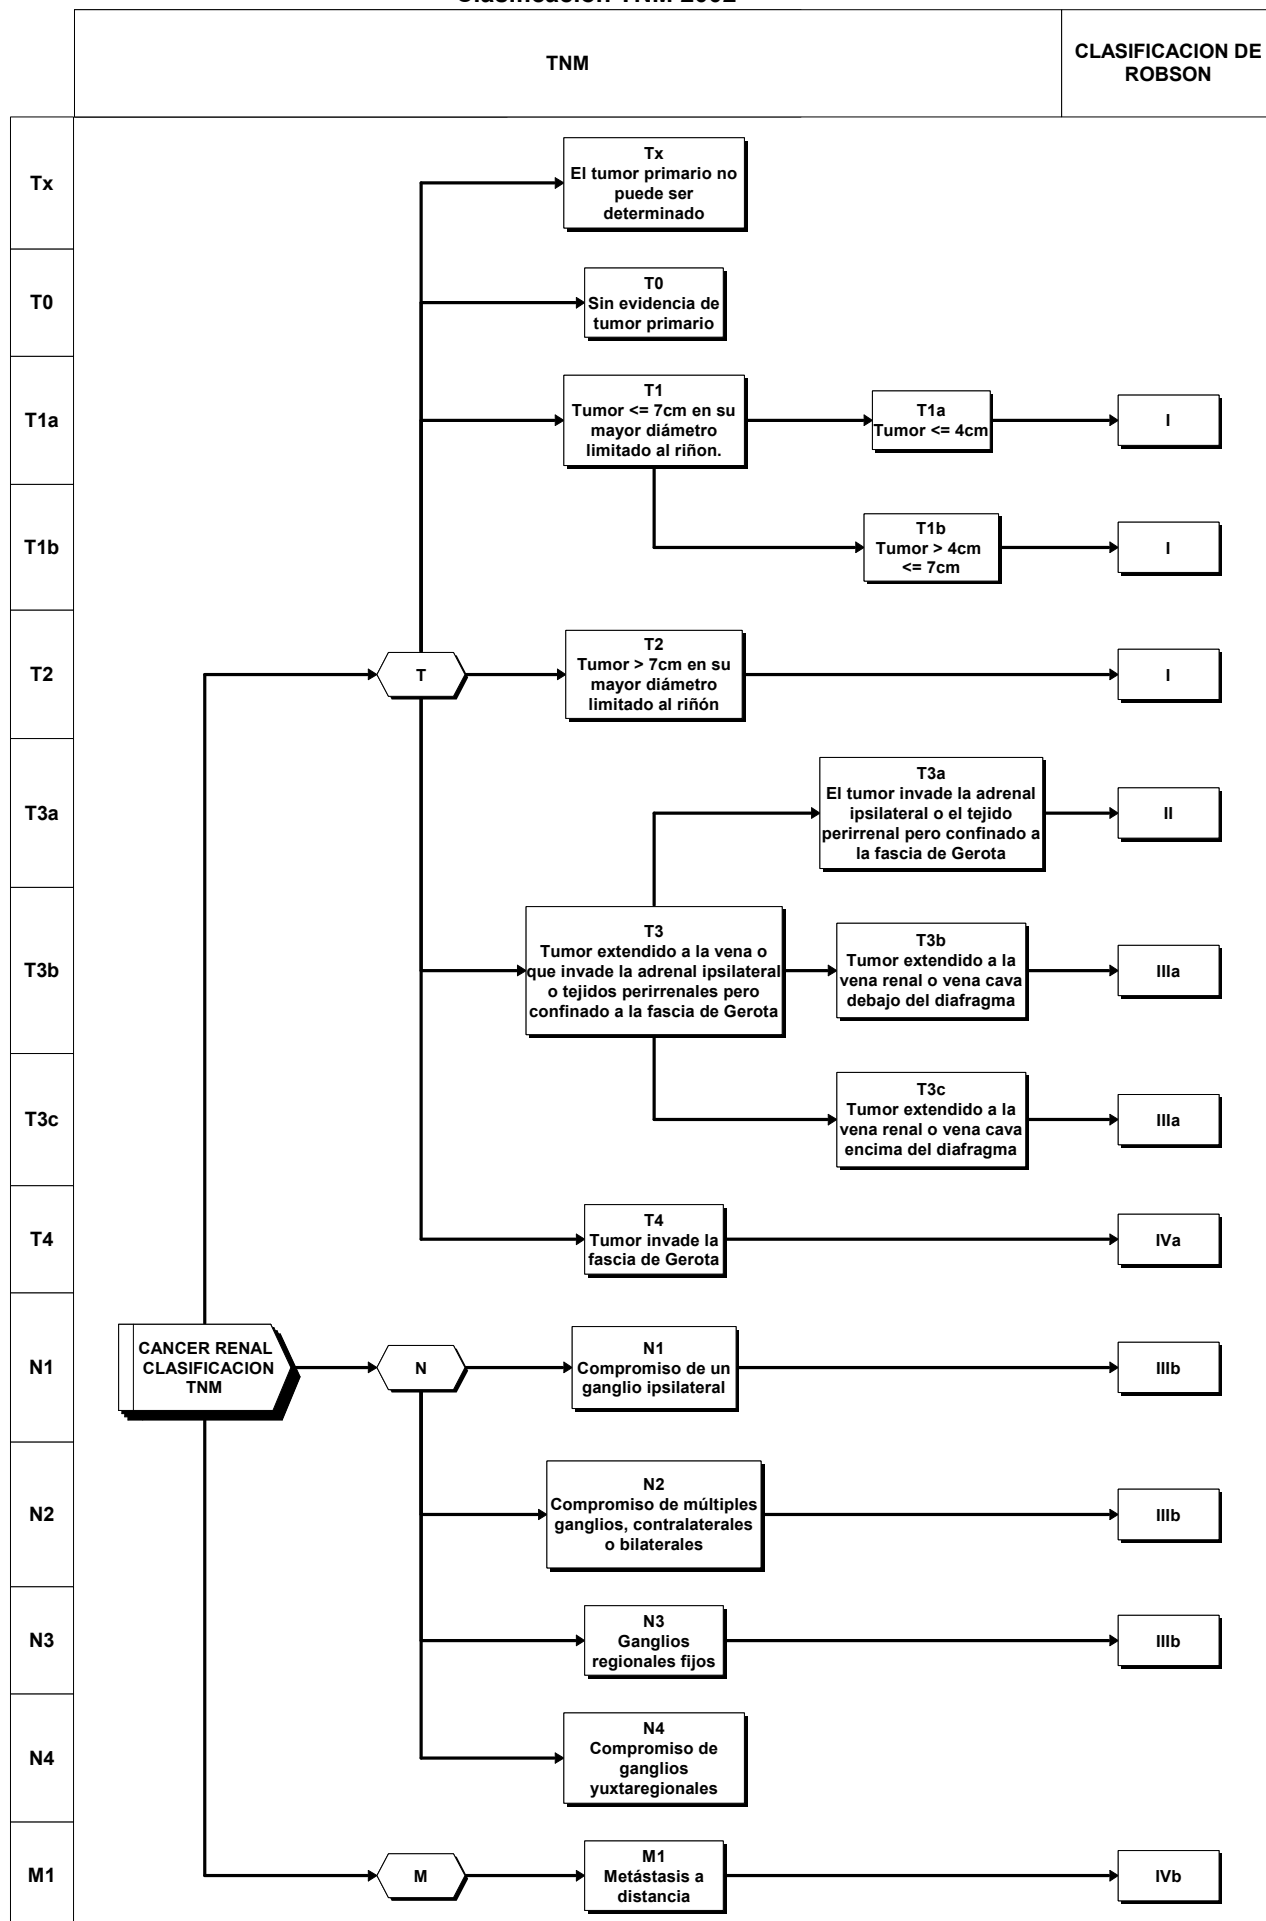 Clasificación TNM 2002
TNM
CLASIFICACION DE
ROBSON
Tx
Tx
El tumor primario no
puede ser
determinado
T0
T0
Sin evidencia de
tumor primario
T1a
T1
Tumor <= 7cm en su
mayor diámetro
limitado al riñon.
T1a
Tumor <= 4cm
I
T1b
T1b
Tumor > 4cm
<= 7cm
I
T2
T
T2
Tumor > 7cm en su
mayor diámetro
limitado al riñón
I
T3a
T3a
El tumor invade la adrenal
ipsilateral o el tejido
perirrenal pero confinado a
la fascia de Gerota
II
T3b
T3
Tumor extendido a la vena o
que invade la adrenal ipsilateral
o tejidos perirrenales pero
confinado a la fascia de Gerota
T3b
Tumor extendido a la
vena renal o vena cava
debajo del diafragma
IIIa
T3c
T3c
Tumor extendido a la
vena renal o vena cava
encima del diafragma
IIIa
T4
T4
Tumor invade la
fascia de Gerota
IVa
N1
CANCER RENAL
CLASIFICACION
TNM
N
N1
Compromiso de un
ganglio ipsilateral
IIIb
N2
N2
Compromiso de múltiples
ganglios, contralaterales
o bilaterales
IIIb
N3
N3
Ganglios
regionales fijos
IIIb
N4
N4
Compromiso de
ganglios
yuxtaregionales
M1
M
M1
Metástasis a
distancia
IVb